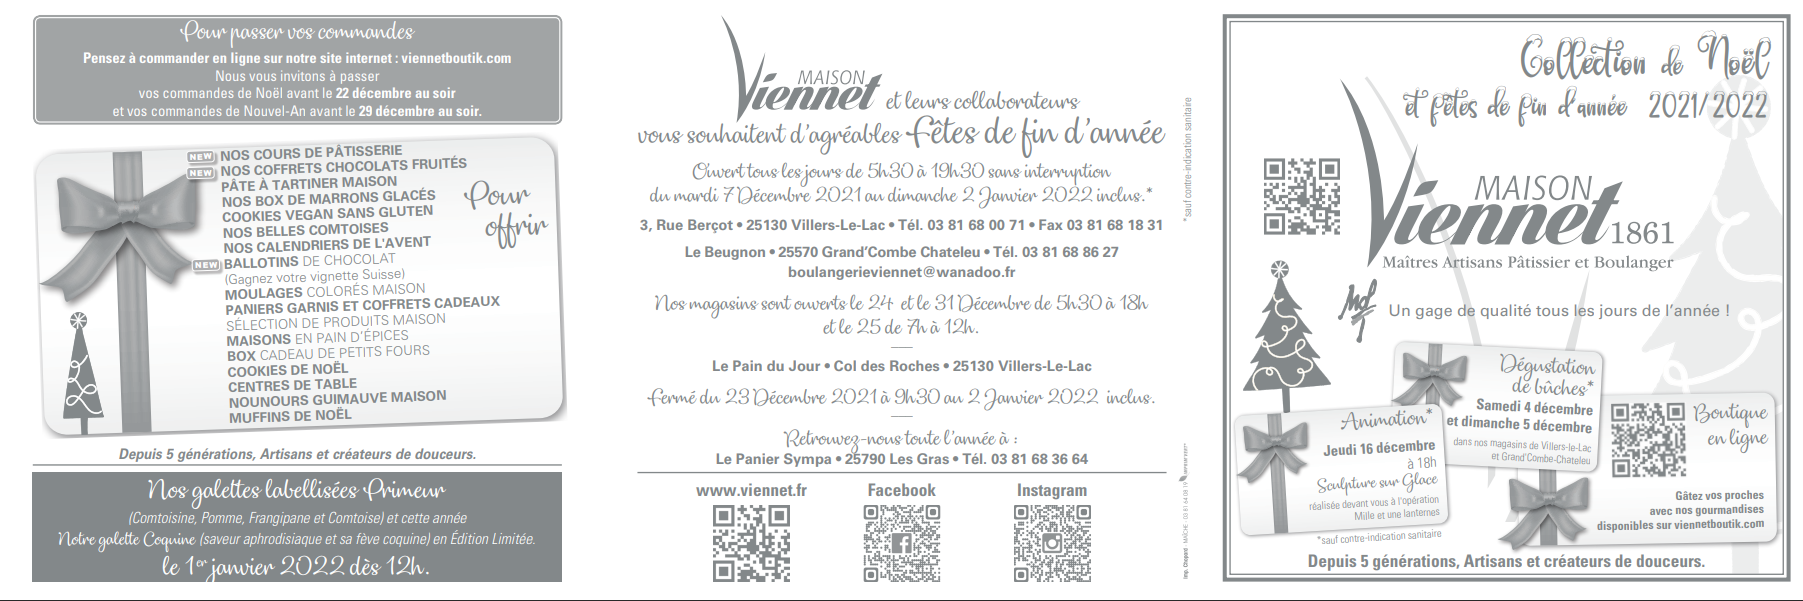 Pour passer vos commandes
Pensez à commander en ligne sur notre site internet : viennetboutik.com
Nous vous invitons à passer
vos commandes de Noël avant le 22 décembre au soir
et vos commandes de Nouvel-An avant le 29 décembre au soir.
NEW NOS COURS DE PÂTISSERIE
NEW NOS COFFRETS CHOCOLATS FRUITÉS
PÂTE À TARTINER MAISON
NOS BOX DE MARRONS GLACÉS
COOKIES VEGAN SANS GLUTEN
NOS BELLES COMTOISES
NOS CALENDRIERS DE L'AVENT
NEW BALLOTINS DE CHOCOLAT
(Gagnez votre vignette Suisse)
MOULAGES COLORÉS MAISON
PANIERS GARNIS ET COFFRETS CADEAUX
SÉLECTION DE PRODUITS MAISON
MAISONS EN PAIN D'ÉPICES
BOX CADEAU DE PETITS FOURS
COOKIES DE NOËL
CENTRES DE TABLE
NOUNOURS GUIMAUVE MAISON
MUFFINS DE NOËL
Pour
offrir
Depuis 5 générations, Artisans et créateurs de douceurs.
Nos galettes labellisées Primeur
(Comtoisine, Pomme, Frangipane et Comtoise) et cette année
Notre galette Coquine (saveur aphrodisiaque et sa fève coquine) en Édition Limitée.
le 1er janvier 2022 dès 12h.
MAISON
Viennet et leurs collaborateurs
vous souhaitent d'agréables Fêtes de fin d'année
Ouvert tous les jours de 5h30 à 19h30 sans interruption
du mardi 7 Décembre 2021 au dimanche 2 Janvier 2022 inclus.*
3, Rue Berçot • 25130 Villers-Le-Lac • Tél. 03 81 68 00 71 • Fax 03 81 68 18 31
Le Beugnon • 25570 Grand'Combe Chateleu • Tél. 03 81 68 86 27
boulangerieviennet@wanadoo.fr
Nos magasins sont ouverts le 24 et le 31 Décembre de 5h30 à 18h
et le 25 de 7h à 12h.
Le Pain du Jour • Col des Roches • 25130 Villers-Le-Lac
Fermé du 23 Décembre 2021 à 9h30 au 2 Janvier 2022 inclus.
Retrouvez-nous toute l'année à :
Le Panier Sympa • 25790 Les Gras • Tél. 03 81 68 36 64
www.viennet.fr
Facebook
Instagram
*sauf contre-indication sanitaire
Imp. Chopard - MAÎCHE - 03 81 64 03 19
Collection de Noël
et fêtes de fin d'année 2021/2022
MAISON
Viennet 1861
Maîtres Artisans Pâtissier et Boulanger
Un gage de qualité tous les jours de l'année !
Dégustation
de bûches*
Samedi 4 décembre
et dimanche 5 décembre
dans nos magasins de Villers-le-Lac
et Grand'Combe-Chateleu
Animation*
Jeudi 16 décembre
à 18h
Sculpture sur Glace
réalisée devant vous à l'opération
Mille et une lanternes
*sauf contre-indication sanitaire
Boutique
en ligne
Gâtez vos proches
avec nos gourmandises
disponibles sur viennetboutik.com
Depuis 5 générations, Artisans et créateurs de douceurs.